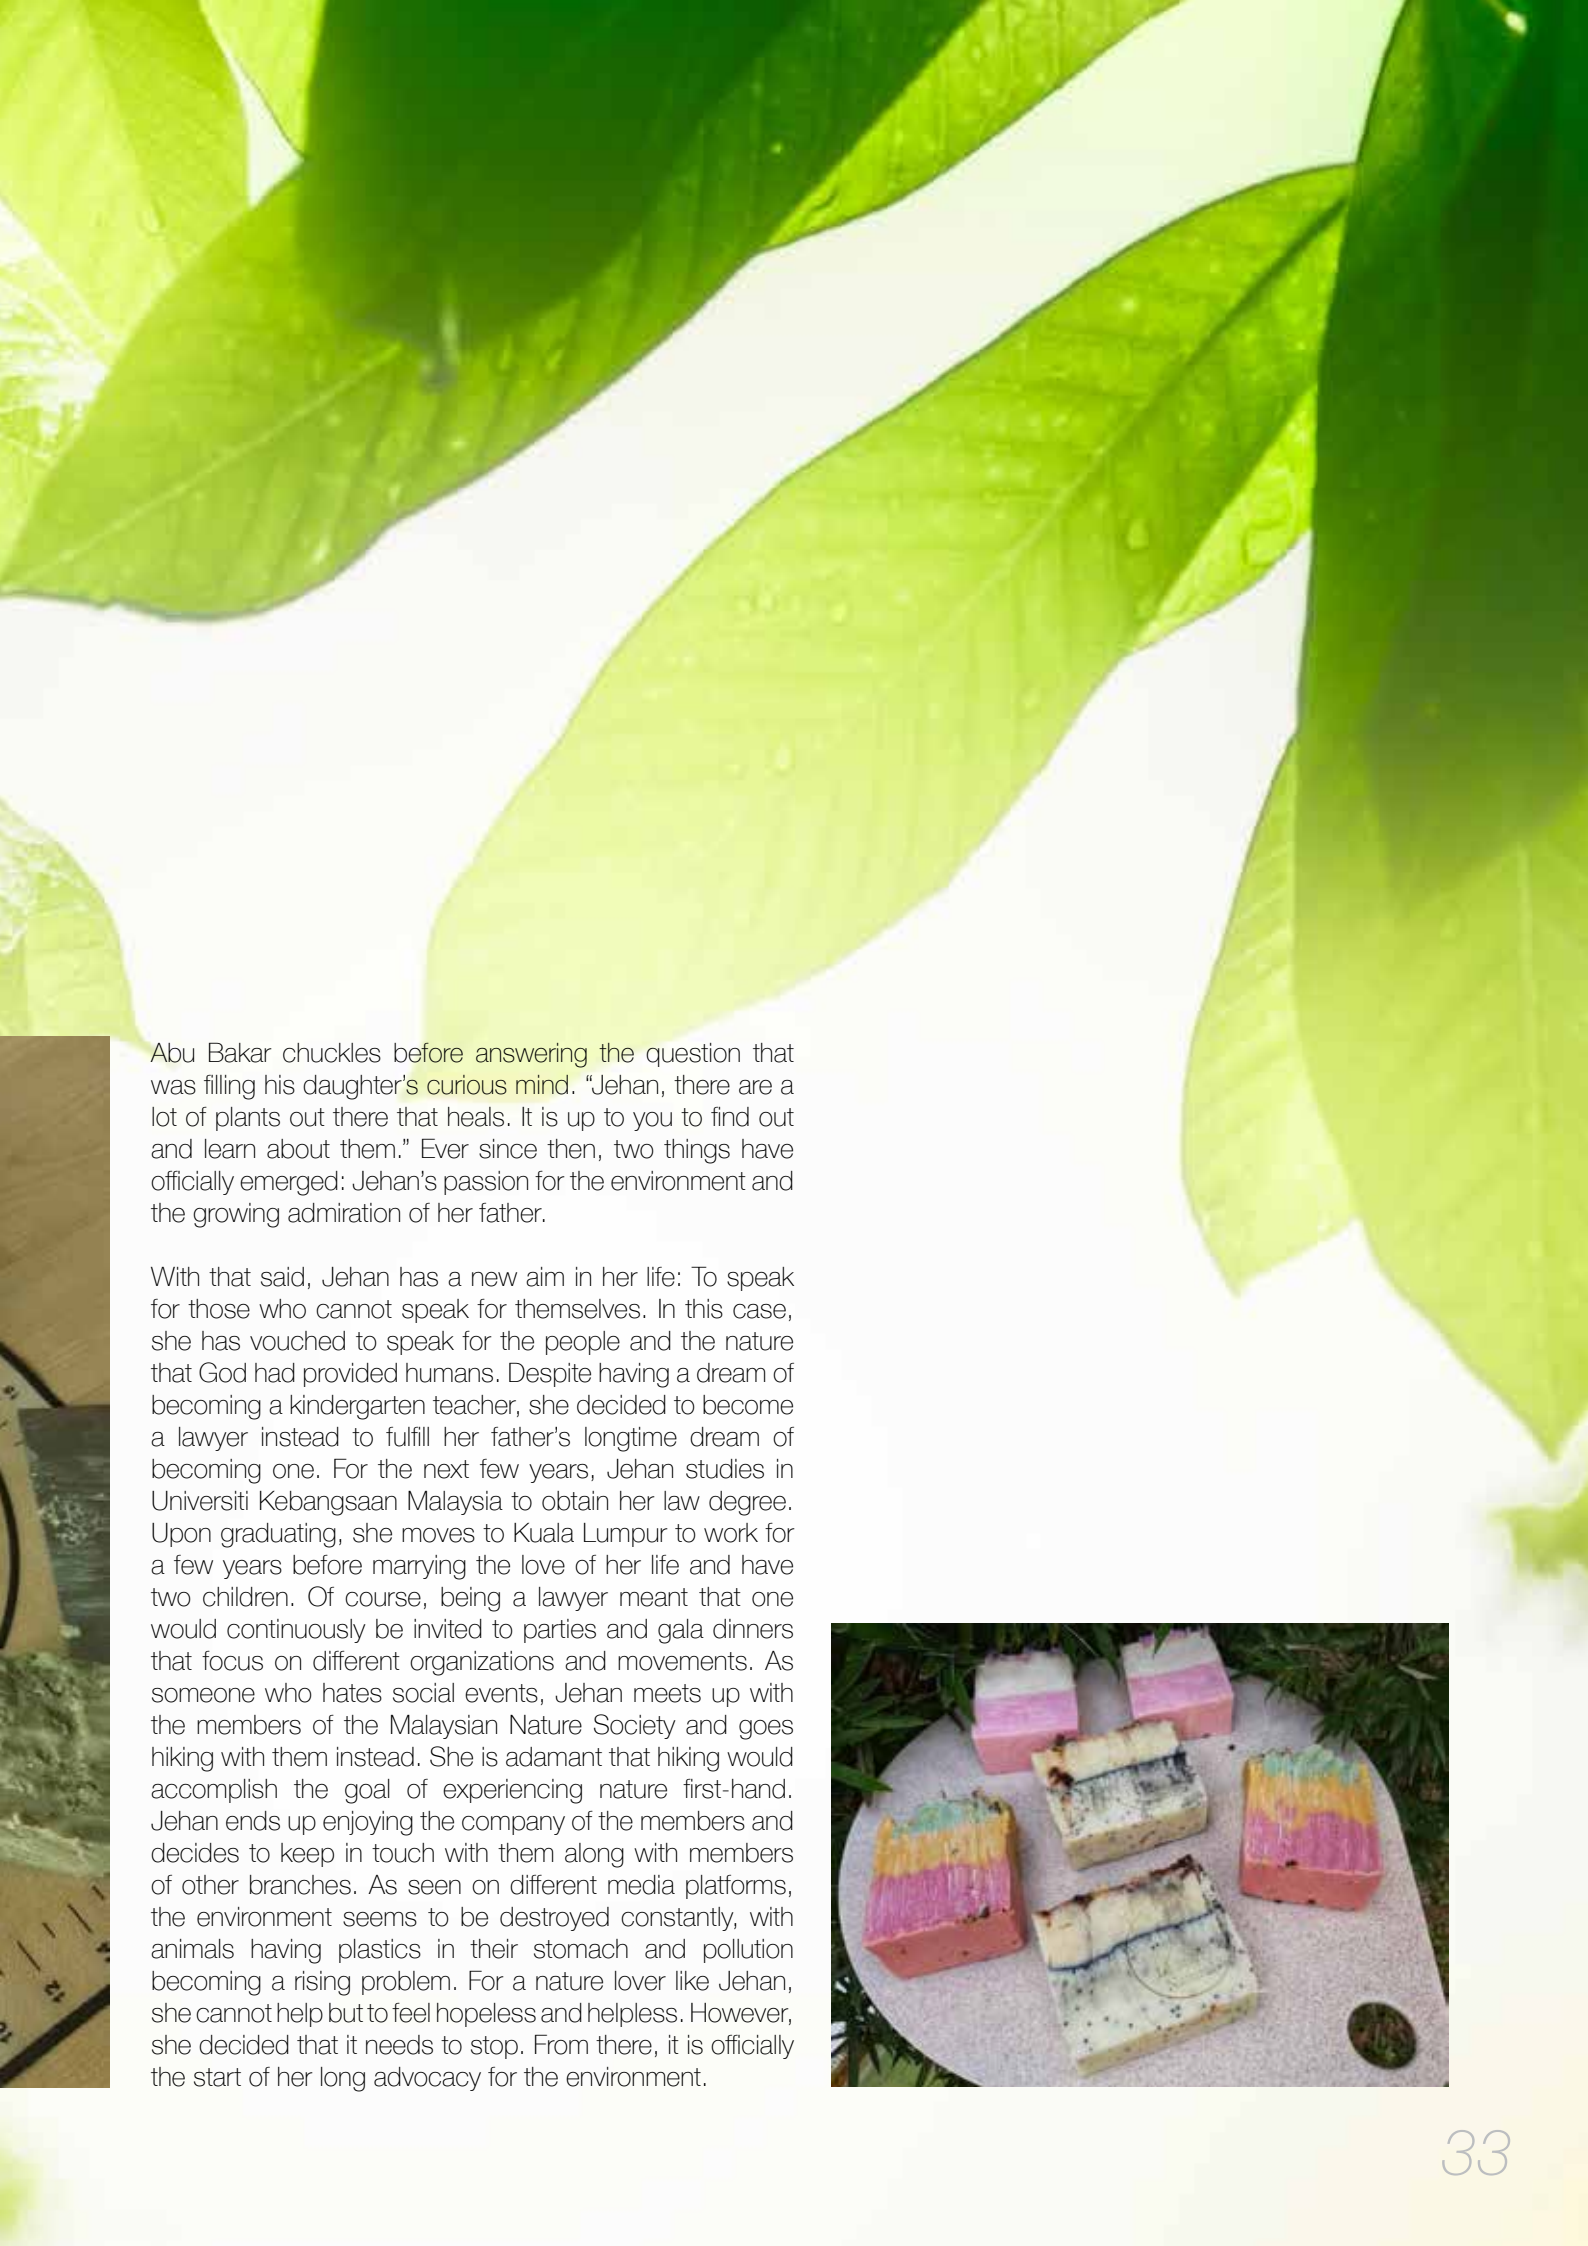 Abu Bakar chuckles before answering the question that
was filling his daughter's curious mind. “Jehan, there are a
lot of plants out there that heals. It is up to you to find out
and learn about them.” Ever since then, two things have
officially emerged: Jehan's passion for the environment and
the growing admiration of her father.
With that said, Jehan has a new aim in her life: To speak
for those who cannot speak for themselves. In this case,
she has vouched to speak for the people and the nature
that God had provided humans. Despite having a dream of
becoming a kindergarten teacher, she decided to become
a lawyer instead to fulfill her father's longtime dream of
becoming one. For the next few years, Jehan studies in
Universiti Kebangsaan Malaysia to obtain her law degree.
Upon graduating, she moves to Kuala Lumpur to work for
a few years before marrying the love of her life and have
two children. Of course, being a lawyer meant that one
would continuously be invited to parties and gala dinners
that focus on different organizations and movements. As
someone who hates social events, Jehan meets up with
the members of the Malaysian Nature Society and goes
hiking with them instead. She is adamant that hiking would
accomplish the goal of experiencing nature first-hand.
Jehan ends up enjoying the company of the members and
decides to keep in touch with them along with members
of other branches. As seen on different media platforms,
the environment seems to be destroyed constantly, with
animals having plastics in their stomach and pollution
becoming a rising problem. For a nature lover like Jehan,
she cannot help but to feel hopeless and helpless. However,
she decided that it needs to stop. From there, it is officially
the start of her long advocacy for the environment.
12
33